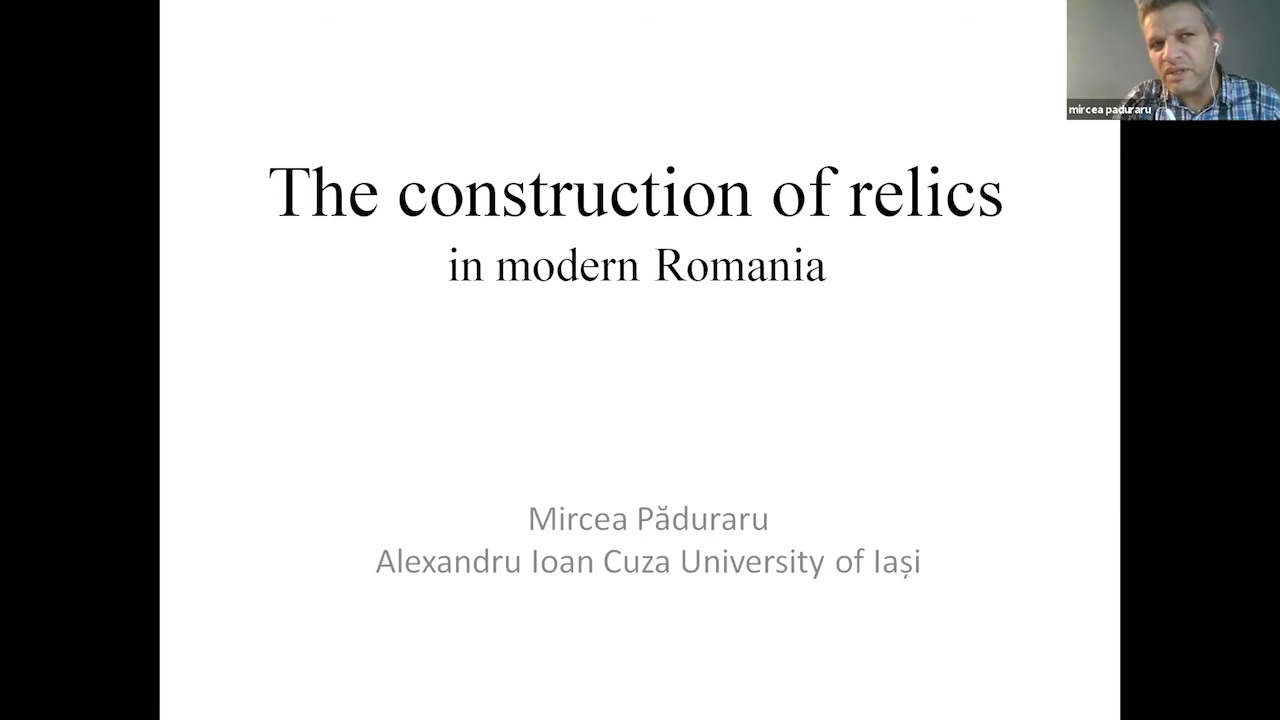 mircea paduraru
The construction of relics
in modern Romania
Mircea Păduraru
Alexandru Ioan Cuza University of Iași